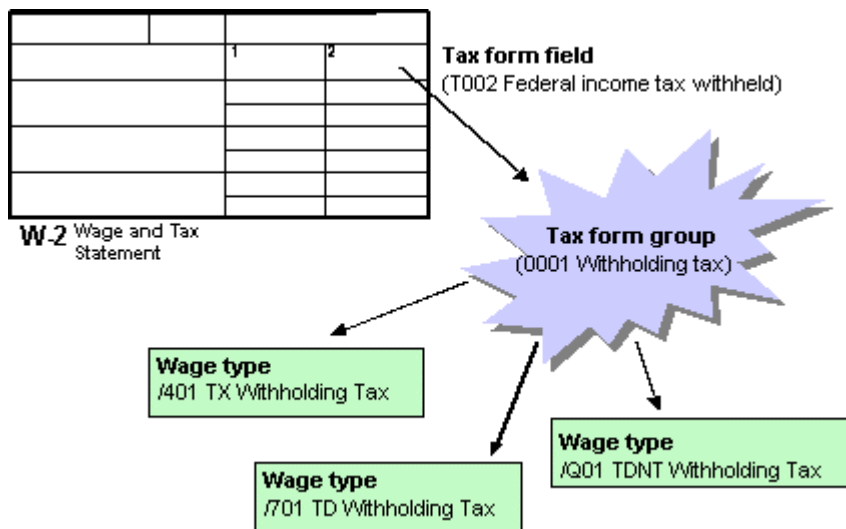 1 2
Tax form field
(T002 Federal income tax withheld)
W-2 Wage and Tax
Statement
Tax form group
(0001 Withholding tax)
Wage type
/401 TX Withholding Tax
Wage type
/Q01 TDNT Withholding Tax
Wage type
/701 TD Withholding Tax